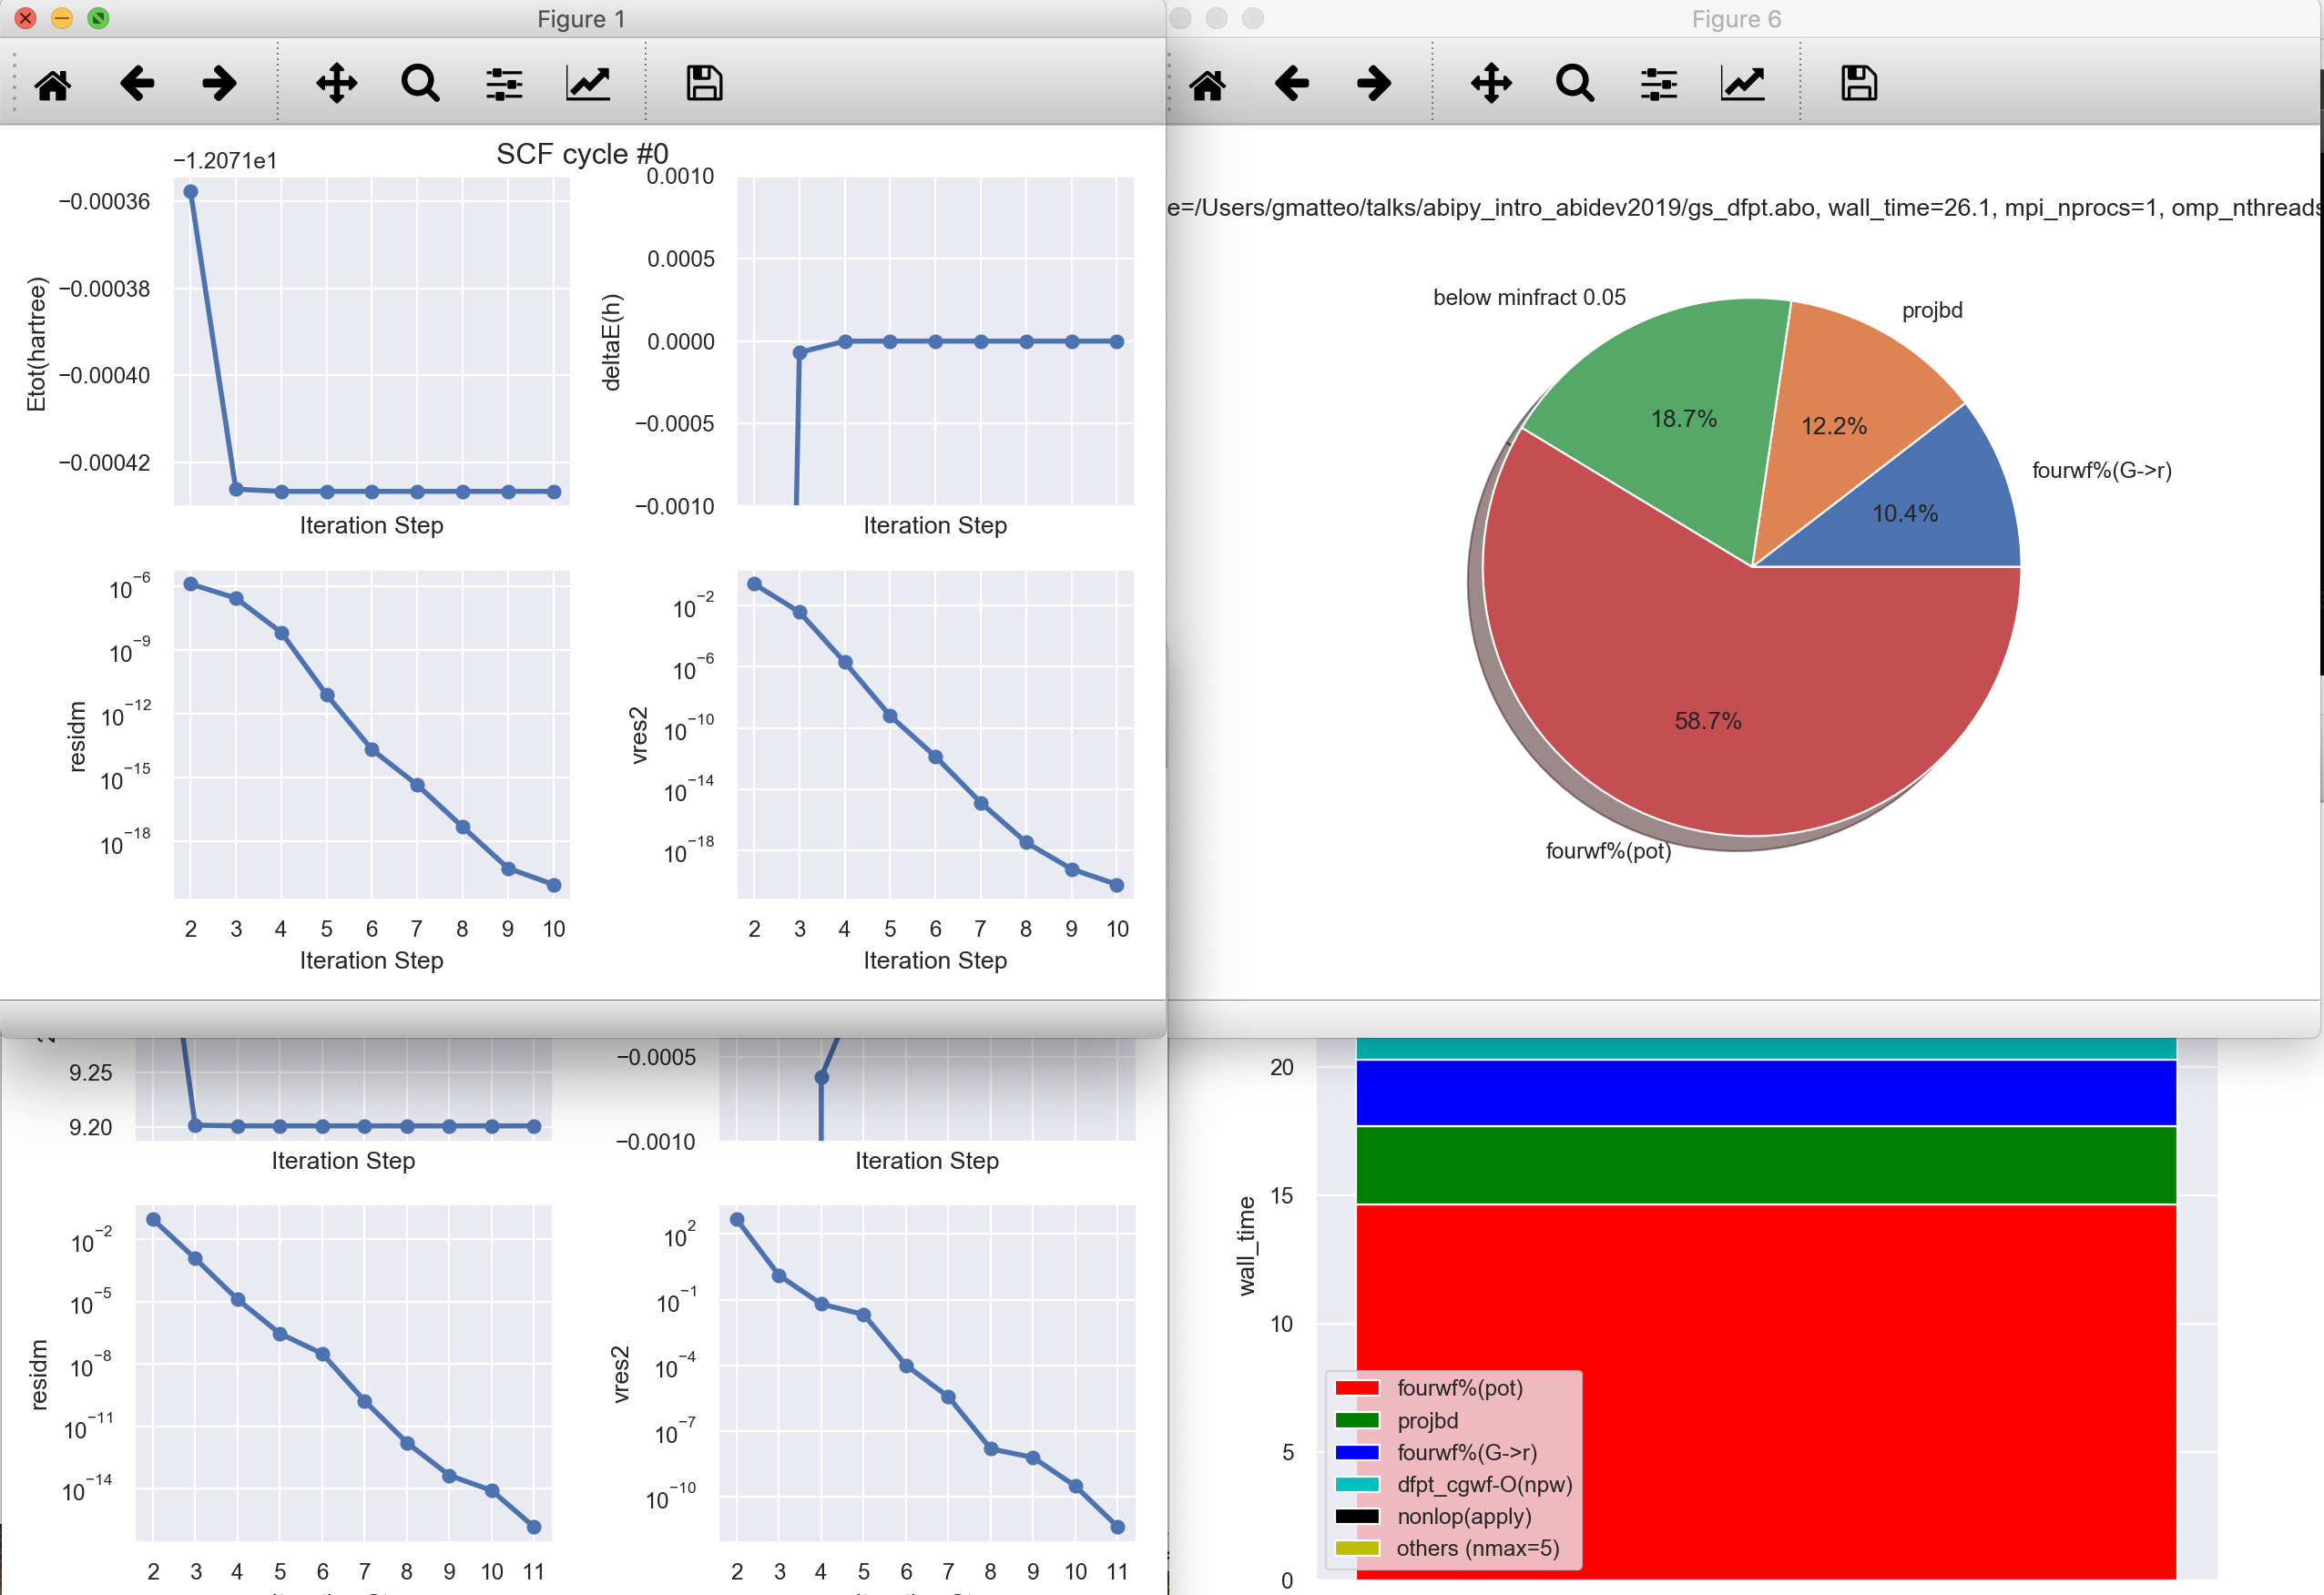 Figure 1
SCF cycle #0
−1.2071e1
−0.00036
−0.00038
−0.00040
−0.00042
Etot(hartree)
Iteration Step
0.0010
0.0005
0.0000
−0.0005
−0.0010
deltaE(h)
Iteration Step
10−6
10−9
10−12
10−15
10−18
residm
2 3 4 5 6 7 8 9 10
Iteration Step
10−2
10−6
10−10
10−14
10−18
vres2
2 3 4 5 6 7 8 9 10
Iteration Step
Figure 6
e=/Users/gmatteo/talks/abipy_intro_abidev2019/gs_dfpt.abo, wall_time=26.1, mpi_nprocs=1, omp_nthreads
below minfract 0.05
projbd
fourwf%(G->r)
fourwf%(pot)
18.7%
12.2%
10.4%
58.7%
9.25
9.20
Iteration Step
−0.0005
−0.0010
Iteration Step
10−2
10−5
10−8
10−11
10−14
residm
2 3 4 5 6 7 8 9 10 11
102
10−1
10−4
10−7
10−10
vres2
2 3 4 5 6 7 8 9 10 11
20
15
10
5
0
wall_time
fourwf%(pot)
projbd
fourwf%(G->r)
dfpt_cgwf-O(npw)
nonlop(apply)
others (nmax=5)